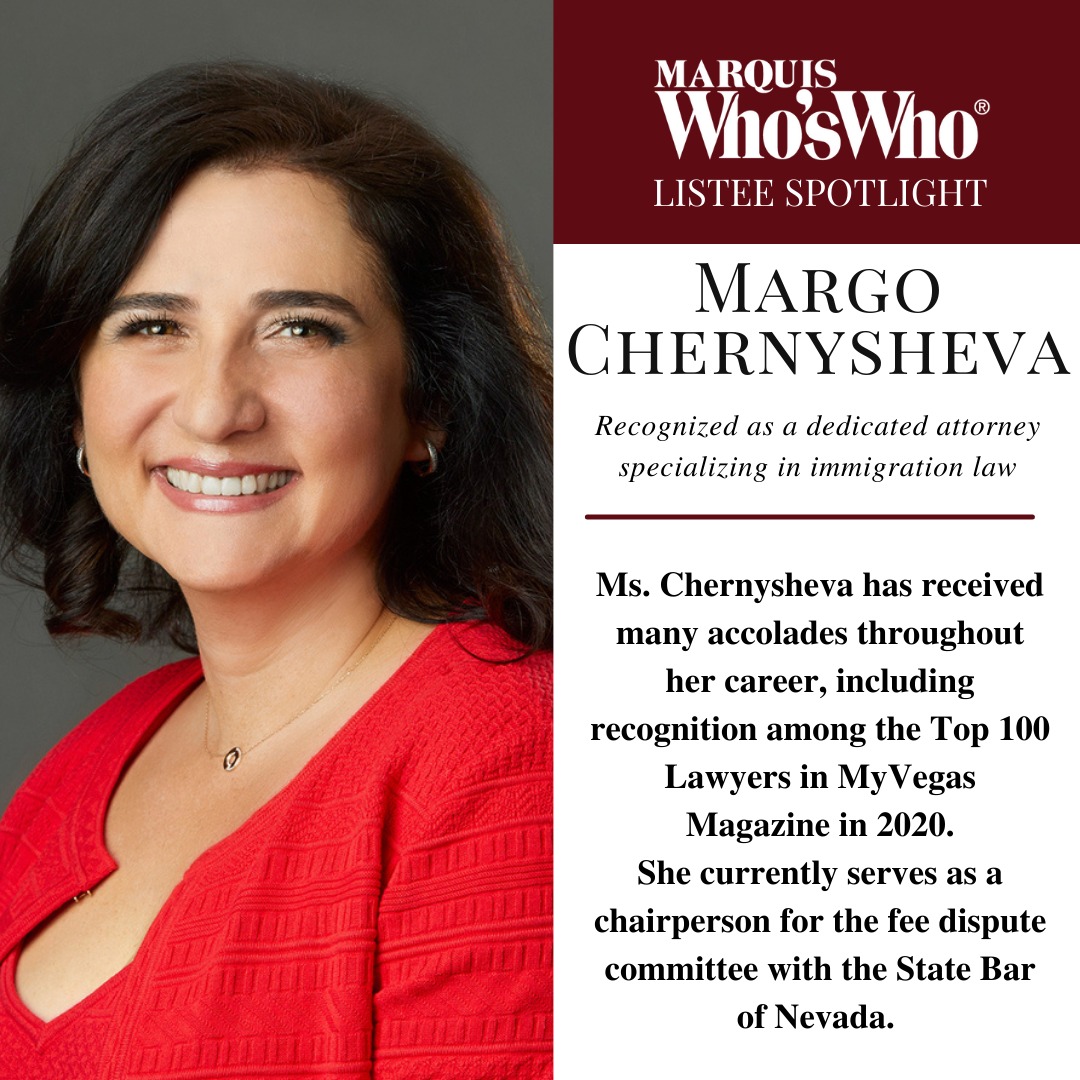 MARQUIS
Who'sWho®
LISTEE SPOTLIGHT
MARGO
CHERNYSHEVA
Recognized as a dedicated attorney
specializing in immigration law
Ms. Chernysheva has received
many accolades throughout
her career, including
recognition among the Top 100
Lawyers in MyVegas
Magazine in 2020.
She currently serves as a
chairperson for the fee dispute
committee with the State Bar
of Nevada.